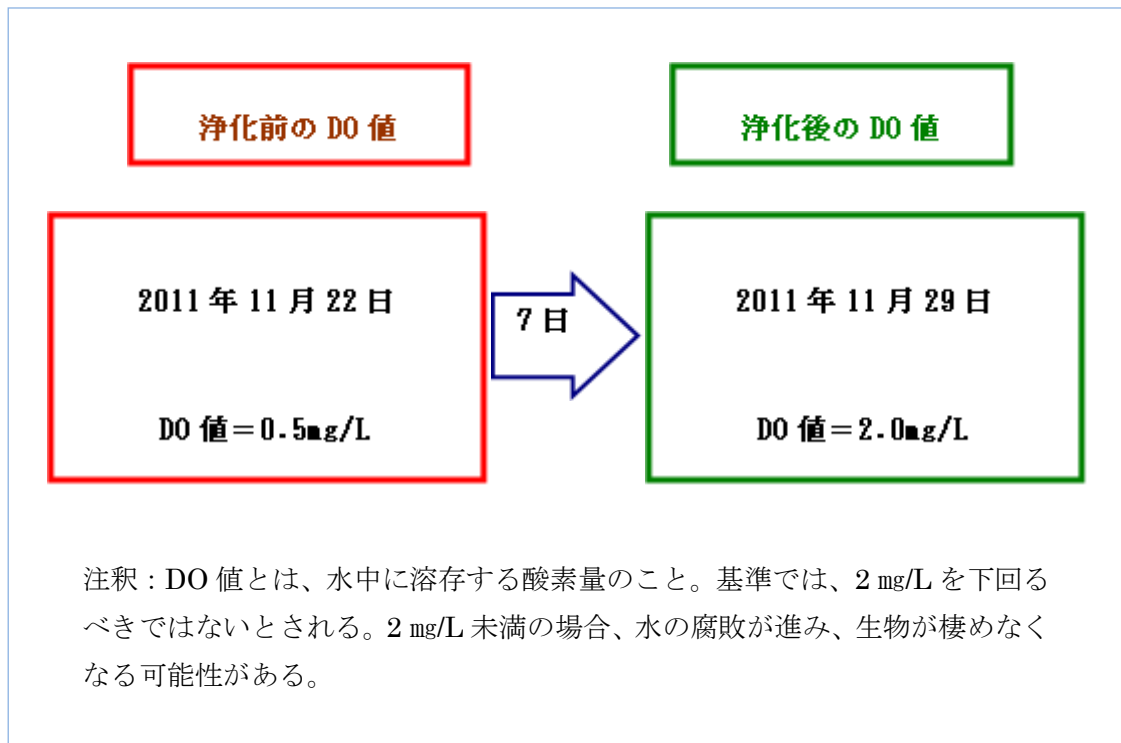 浄化前の DO 値
浄化後の DO 値
2011 年 11 月 22 日
DO 値＝0.5mg/L
7 日
2011 年 11 月 29 日
DO 値＝2.0mg/L
注釈：DO 値とは、水中に溶存する酸素量のこと。基準では、2 ㎎/L を下回る
べきではないとされる。2 ㎎/L 未満の場合、水の腐敗が進み、生物が棲めなく
なる可能性がある。